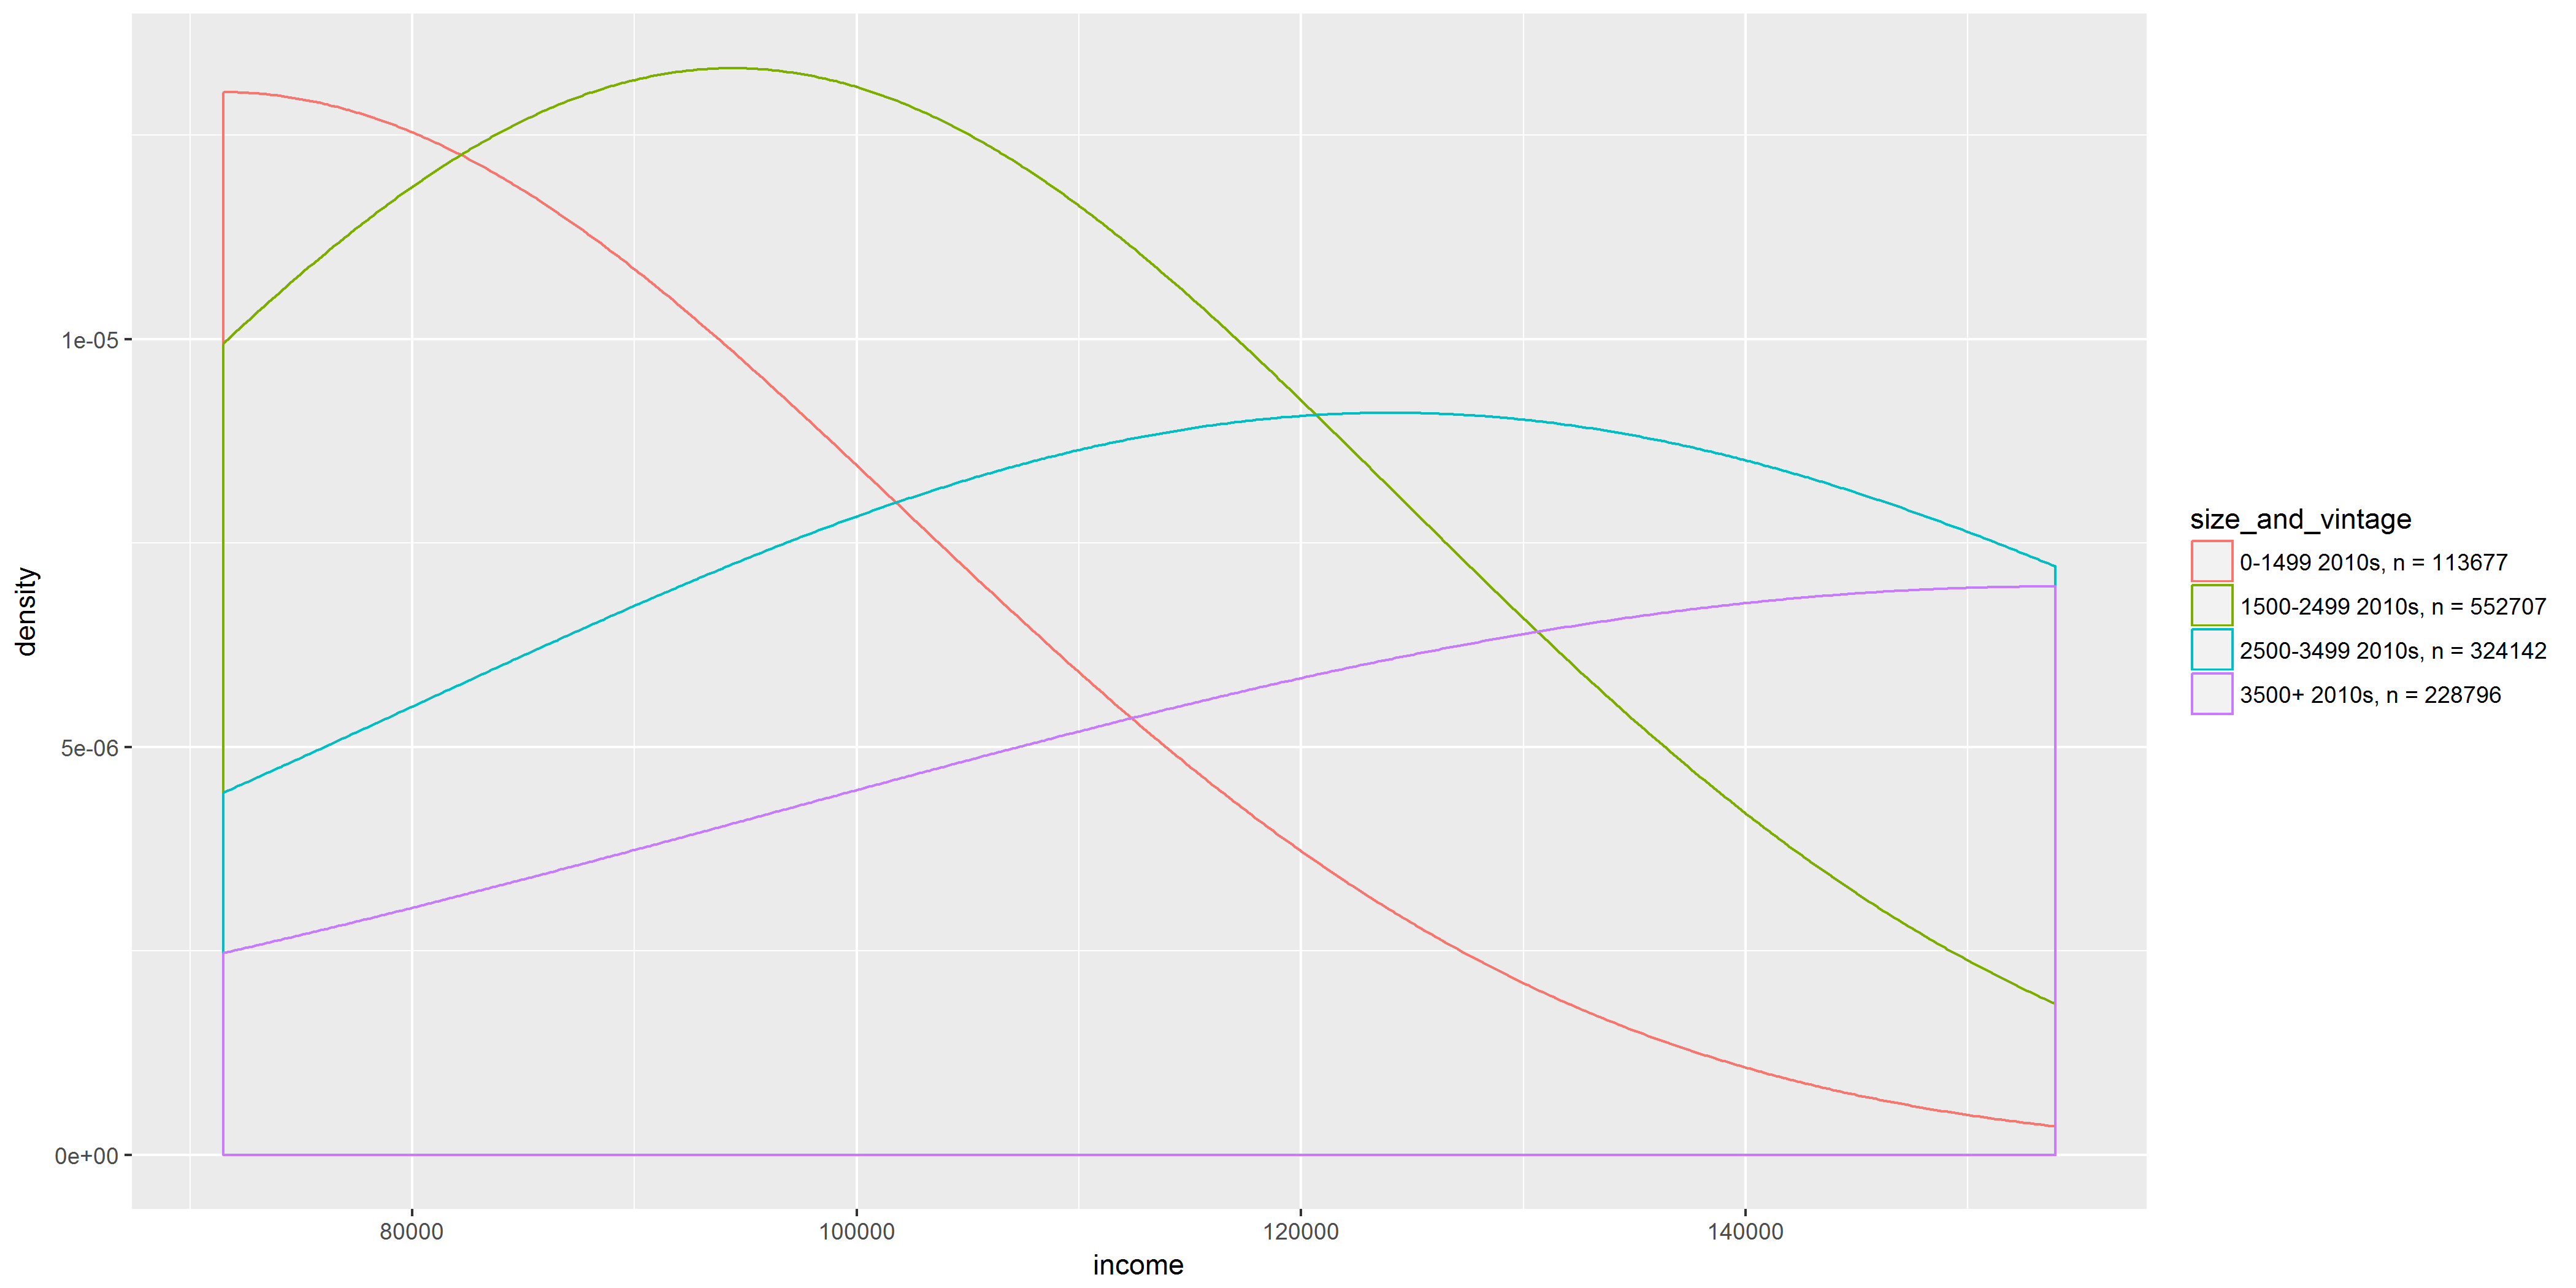 1e-05
5e-06
0e+00
density
80000
100000
120000
140000
income
size_and_vintage
0-1499 2010s, n = 113677
1500-2499 2010s, n = 552707
2500-3499 2010s, n = 324142
3500+ 2010s, n = 228796